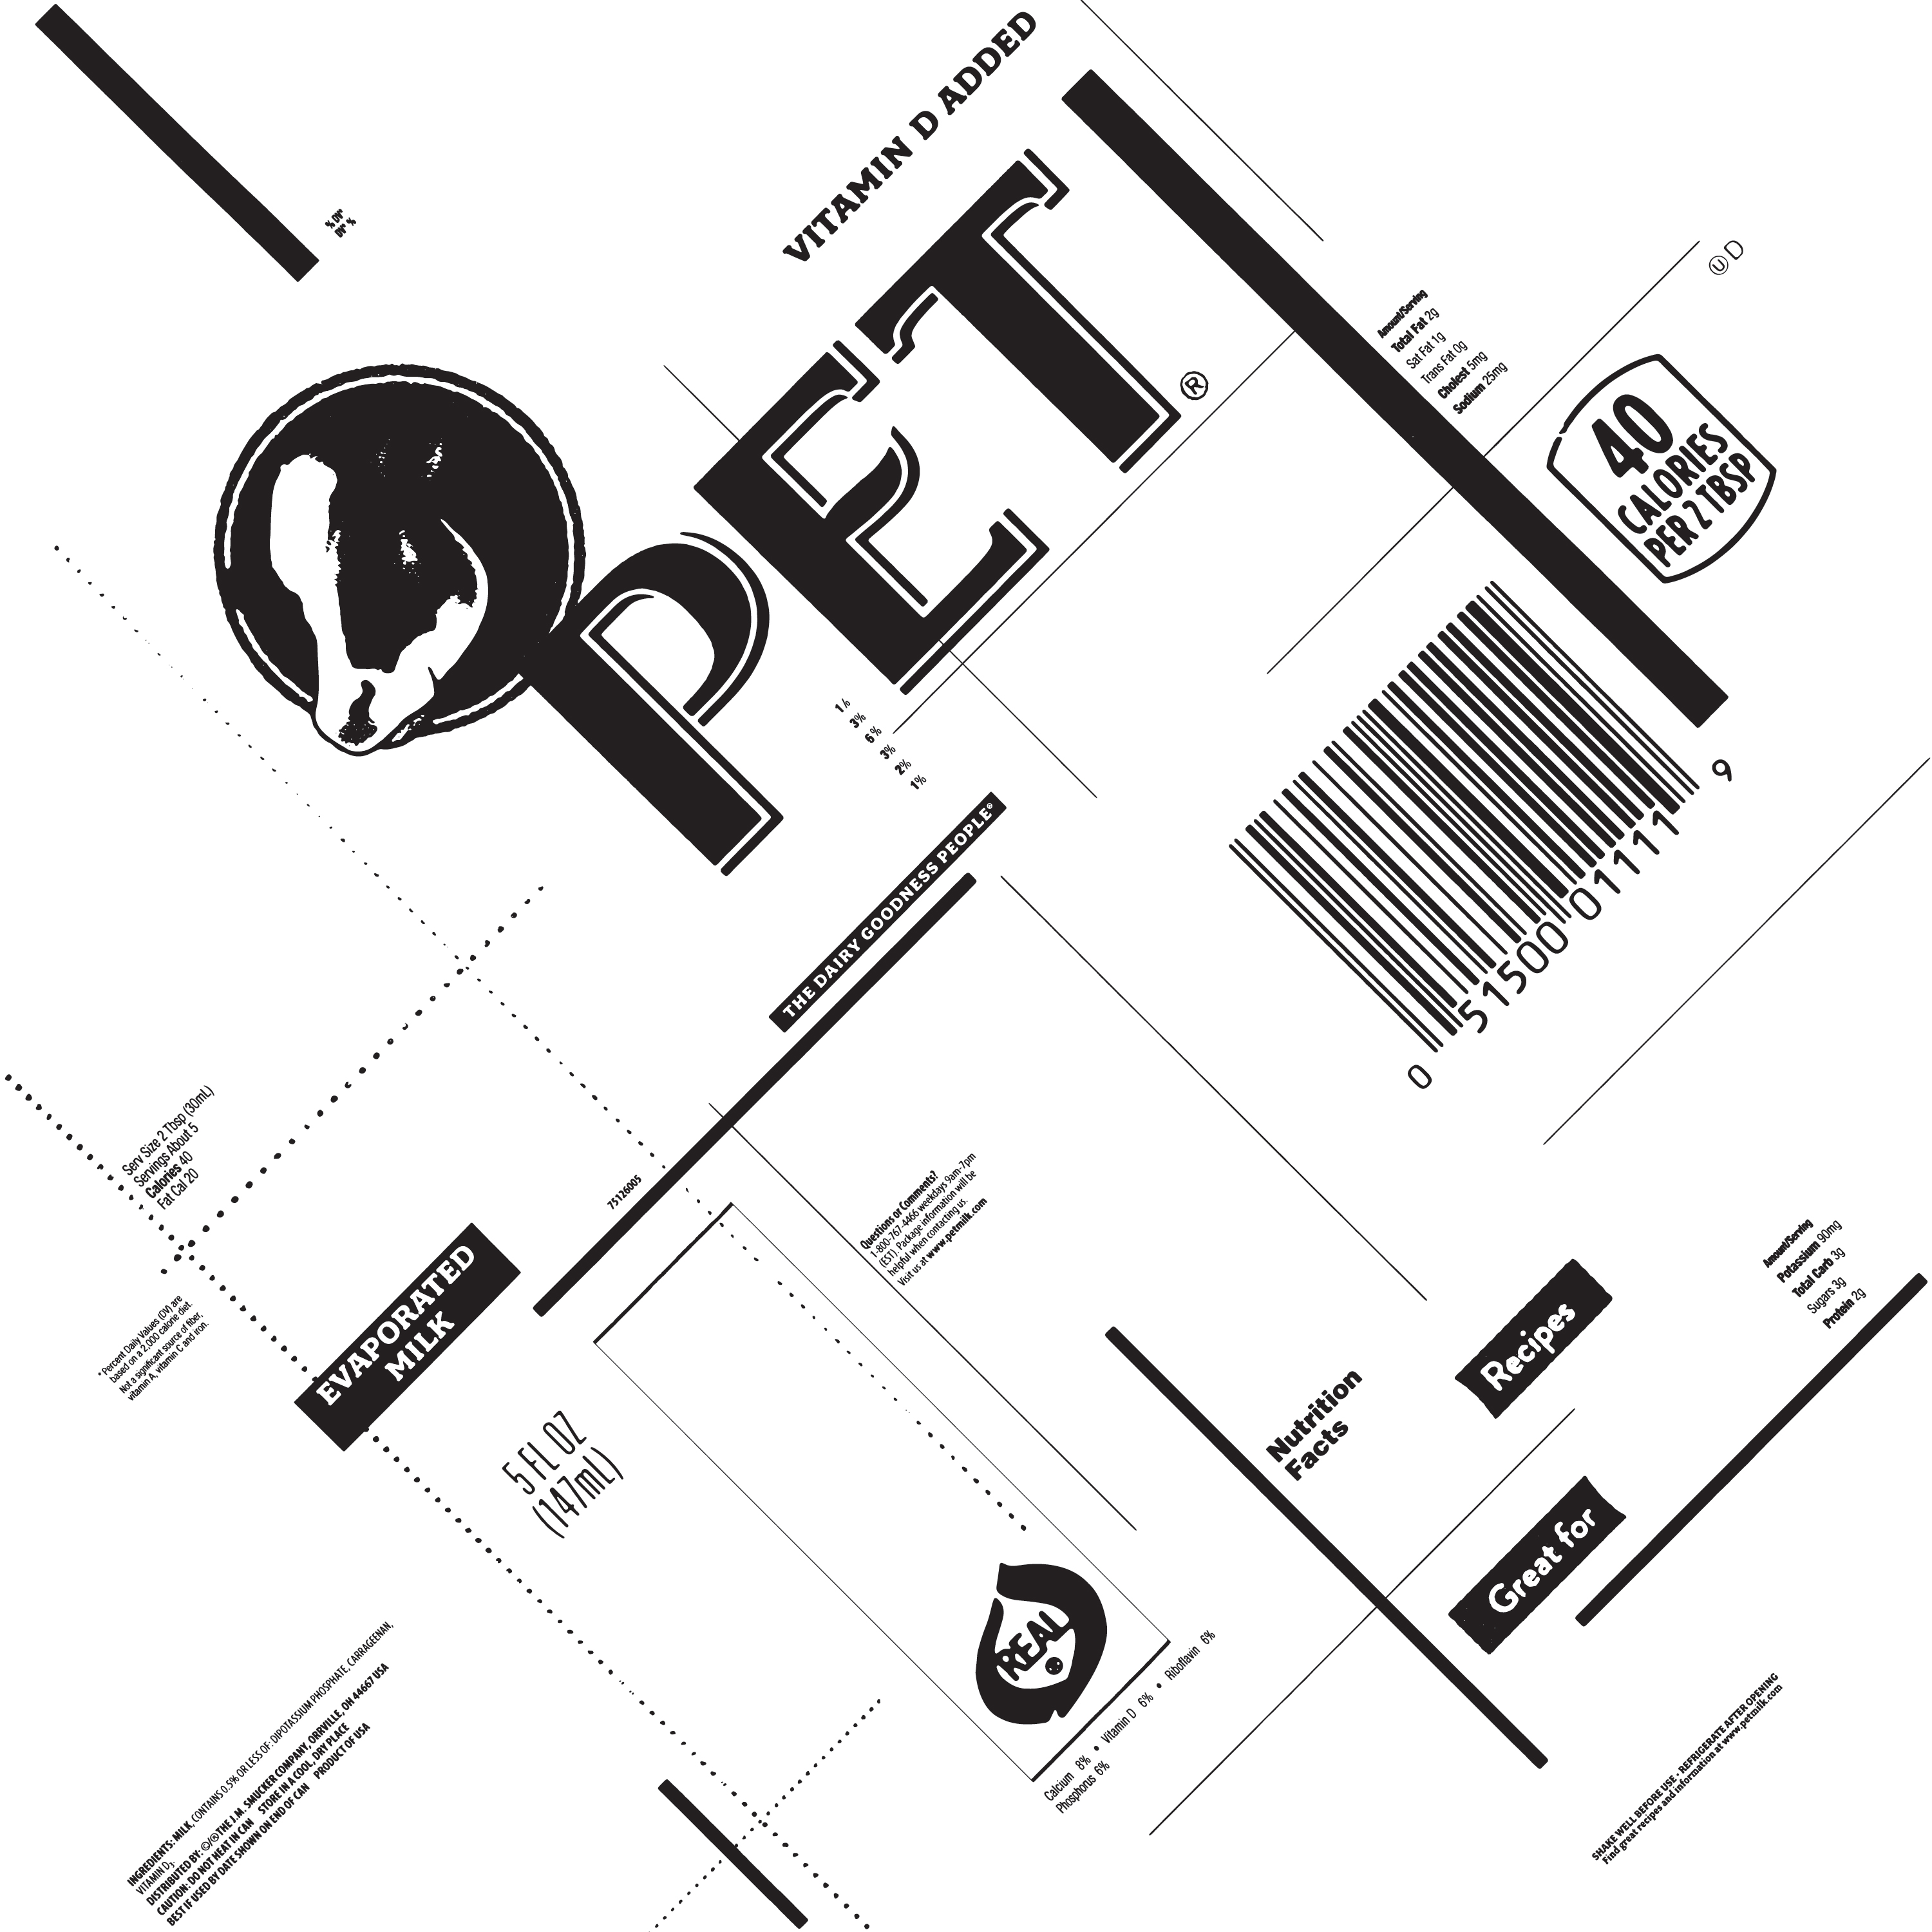 VITAMIN D ADDED
% DV*
DV* %
PET®
Amount/Serving
Total Fat 2g
Sat Fat 1g
Trans Fat 0g
Cholest 5mg
Sodium 25mg
Ⓤ D
40
CALORIES
PER 2 TBSP
1%
3%
6%
3%
2%
1%
THE DAIRY GOODNESS PEOPLE®
0 51500 01111 9
Serv Size 2 Tbsp (30mL)
Servings About 5
Calories 40
Fat Cal 20
* Percent Daily Values (DV) are
based on a 2,000 calorie diet.
Not a significant source of fiber,
vitamin A, vitamin C and iron.
EVAPORATED
MILK
75126005
5 FL OZ
(147mL)
Questions or Comments?
1-800-767-4466 weekdays 9am-7pm
(EST). Package information will be
helpful when contacting us.
Visit us at www.petmilk.com
REAL
Nutrition
Facts
Great for
Recipes
Amount/Serving
Potassium 90mg
Total Carb 3g
Sugars 3g
Protein 2g
Calcium 8% • Vitamin D 6% • Riboflavin 6%
Phosphorus 6%
INGREDIENTS: MILK, CONTAINS 0.5% OR LESS OF: DIPOTASSIUM PHOSPHATE, CARRAGEENAN,
VITAMIN D3.
DISTRIBUTED BY: ©/® THE J.M. SMUCKER COMPANY, ORRVILLE, OH 44667 USA
CAUTION: DO NOT HEAT IN CAN STORE IN A COOL, DRY PLACE
BEST IF USED BY DATE SHOWN ON END OF CAN PRODUCT OF USA
SHAKE WELL BEFORE USE - REFRIGERATE AFTER OPENING
Find great recipes and information at www.petmilk.com